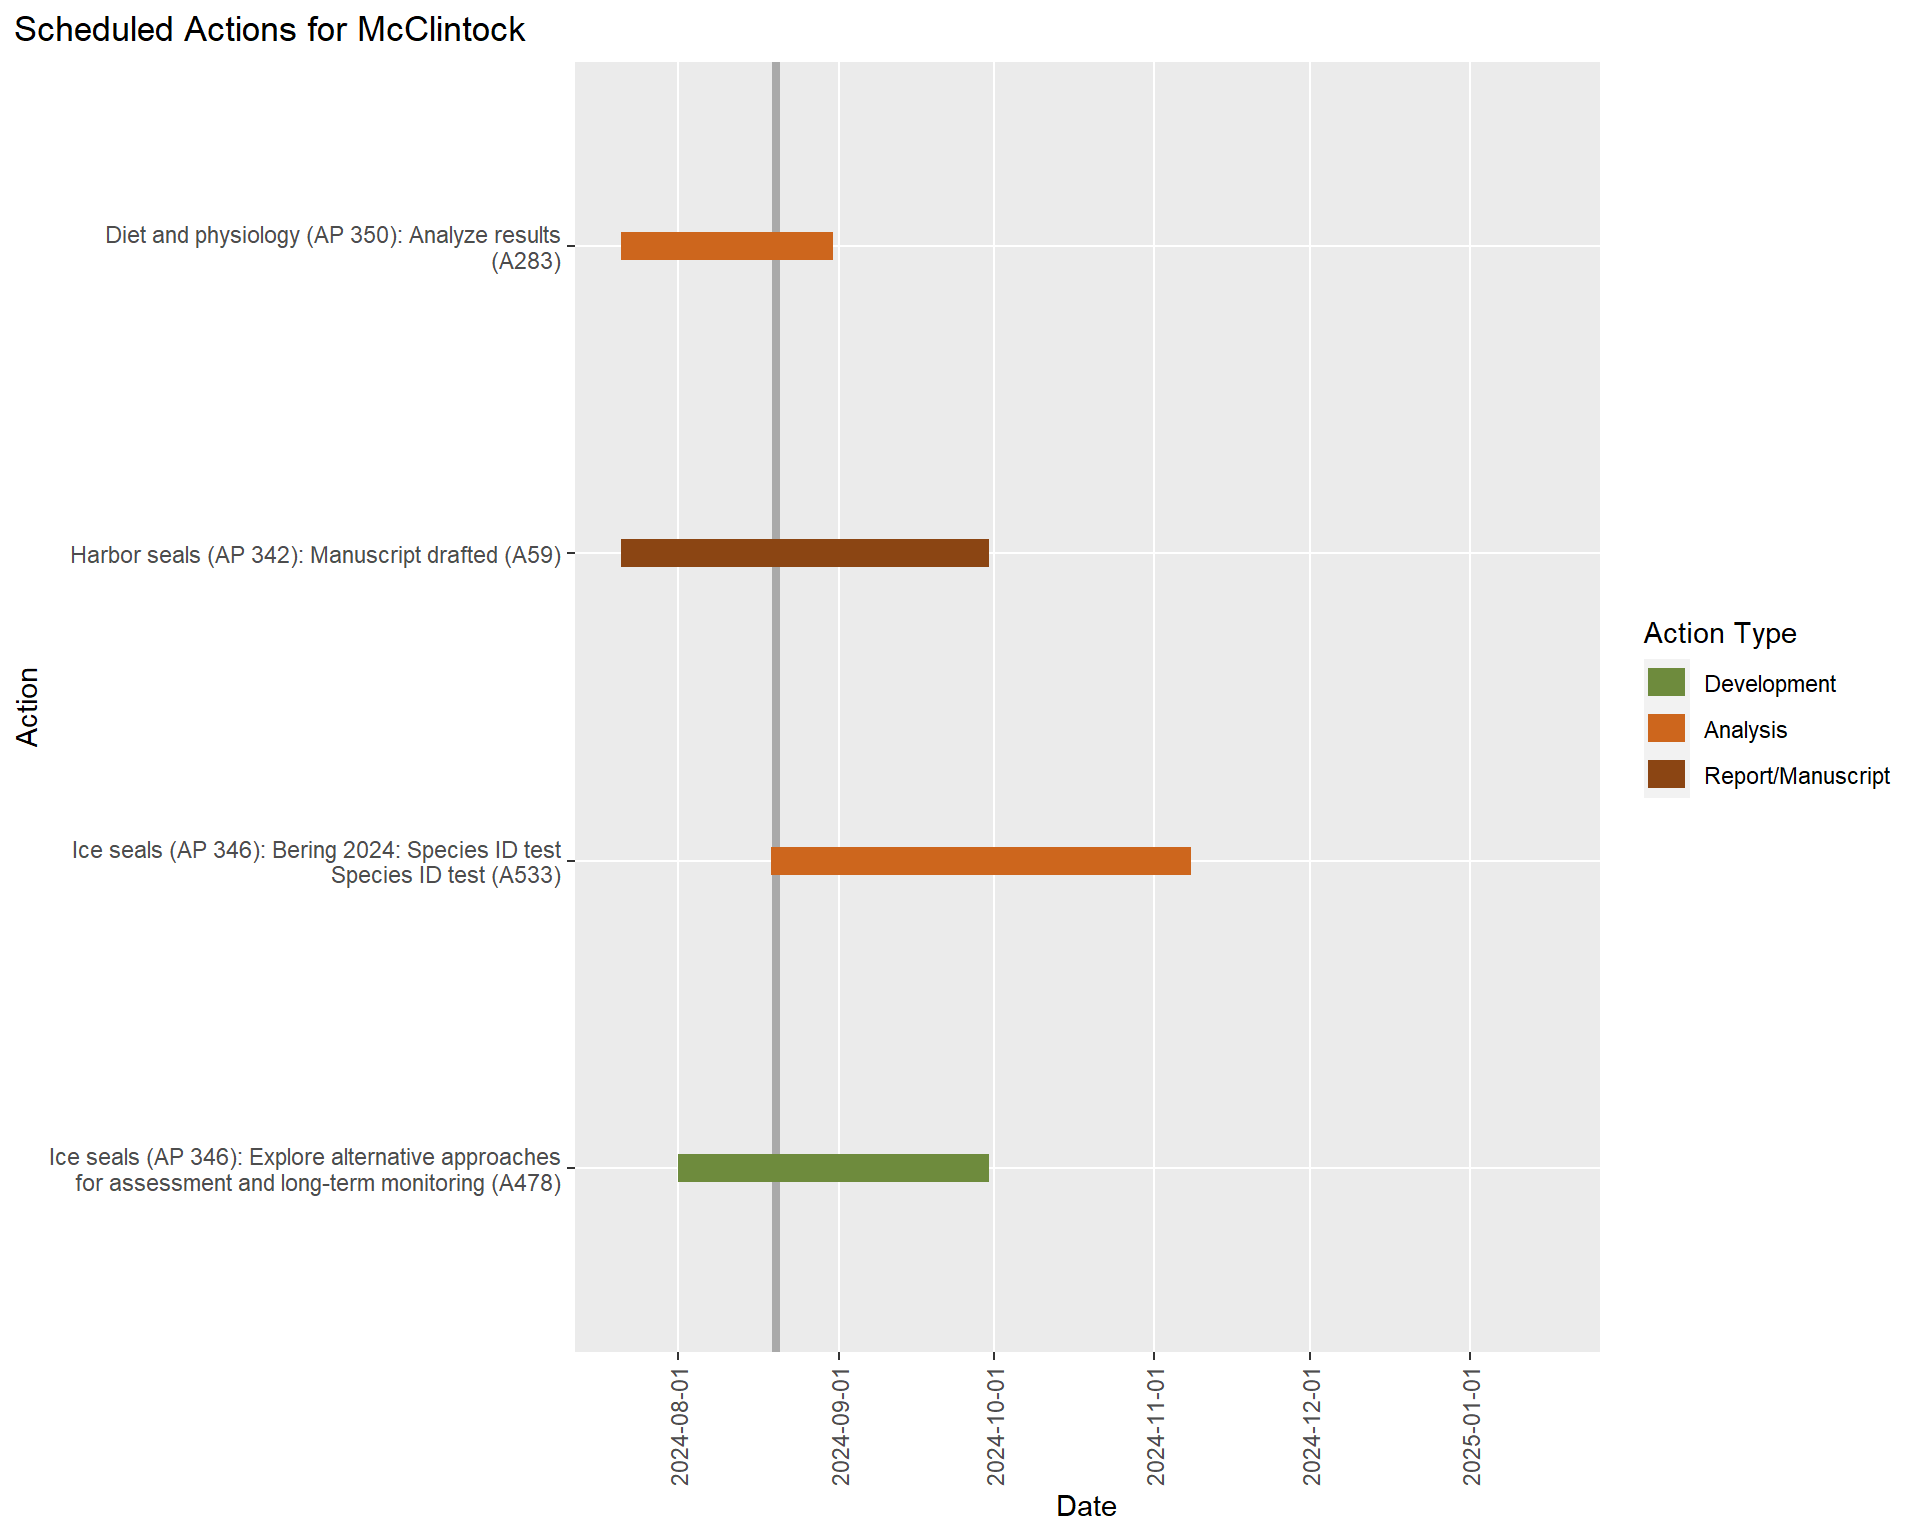 Scheduled Actions for McClintock
Diet and physiology (AP 350): Analyze results
(A283)
Harbor seals (AP 342): Manuscript drafted (A59)
Ice seals (AP 346): Bering 2024: Species ID test
Species ID test (A533)
Ice seals (AP 346): Explore alternative approaches
for assessment and long-term monitoring (A478)
Action
2024-08-01
2024-09-01
2024-10-01
2024-11-01
2024-12-01
2025-01-01
Date
Action Type
Development
Analysis
Report/Manuscript